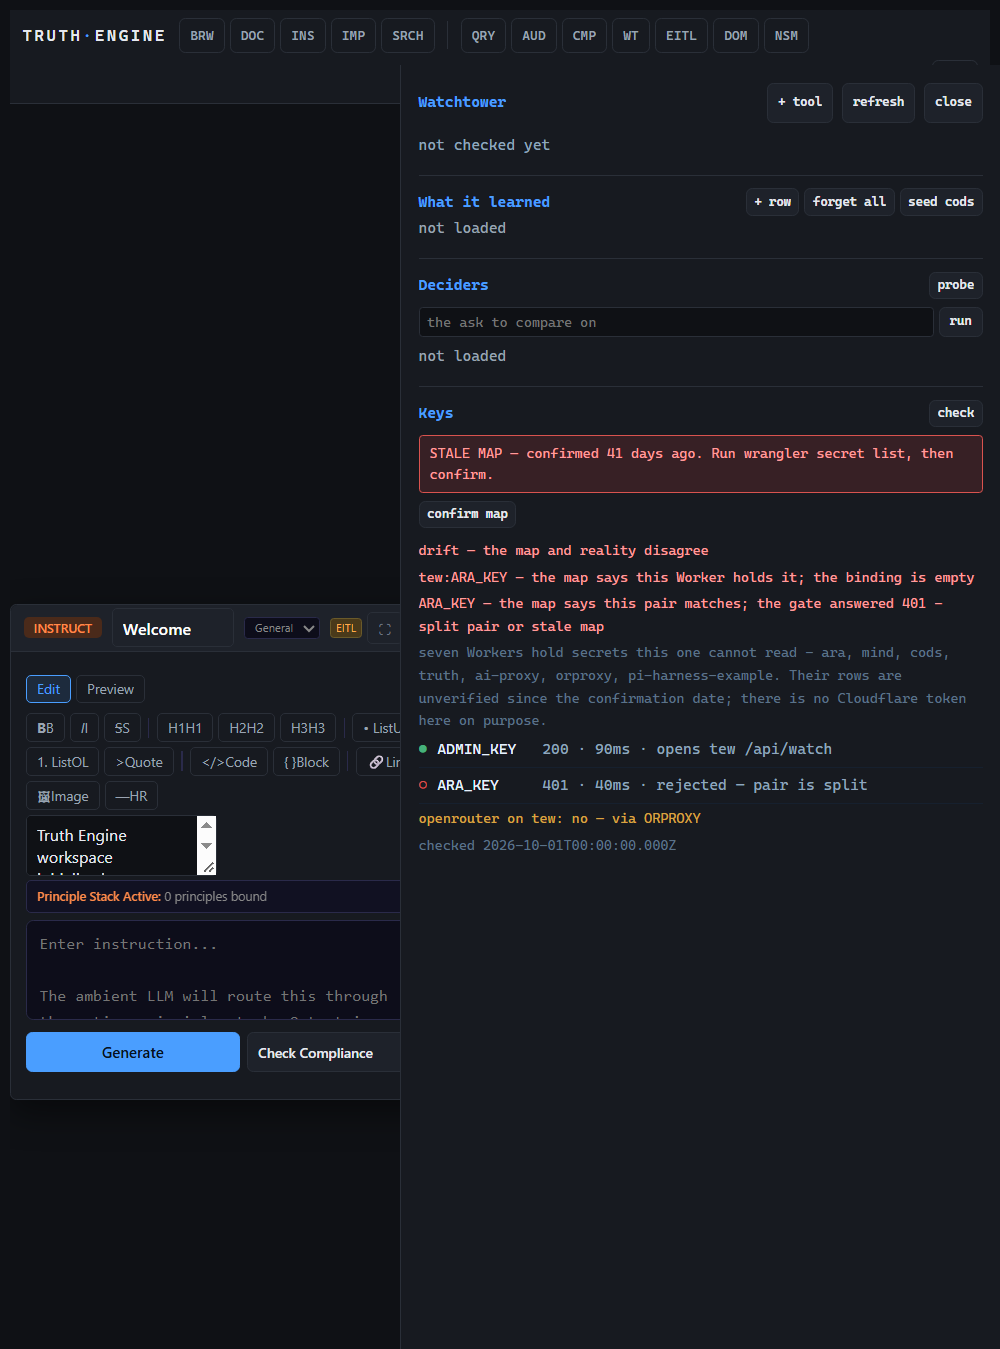 TRUTH·ENGINE BRW DOC INS IMP SRCH QRY AUD CMP WT EITL DOM NSM
Watchtower + tool refresh close
not checked yet
What it learned + row forget all seed cods
not loaded
Deciders probe
the ask to compare on run
not loaded
Keys check
STALE MAP — confirmed 41 days ago. Run wrangler secret list, then
confirm.
confirm map
drift — the map and reality disagree
tew:ARA_KEY — the map says this Worker holds it; the binding is empty
ARA_KEY — the map says this pair matches; the gate answered 401 —
split pair or stale map
seven Workers hold secrets this one cannot read — ara, mind, cods,
truth, ai-proxy, orproxy, pi-harness-example. Their rows are
unverified since the confirmation date; there is no Cloudflare token
here on purpose.
ADMIN_KEY 200 · 90ms · opens tew /api/watch
ARA_KEY 401 · 40ms · rejected — pair is split
openrouter on tew: no — via ORPROXY
checked 2026-10-01T00:00:00.000Z
INSTRUCT Welcome General EITL
Edit Preview
BB II SS H1H1 H2H2 H3H3 • ListU
1. ListOL >Quote </>Code { }Block Lin
Image —HR
Truth Engine
workspace
Principle Stack Active: 0 principles bound
Enter instruction...
The ambient LLM will route this through
Generate Check Compliance